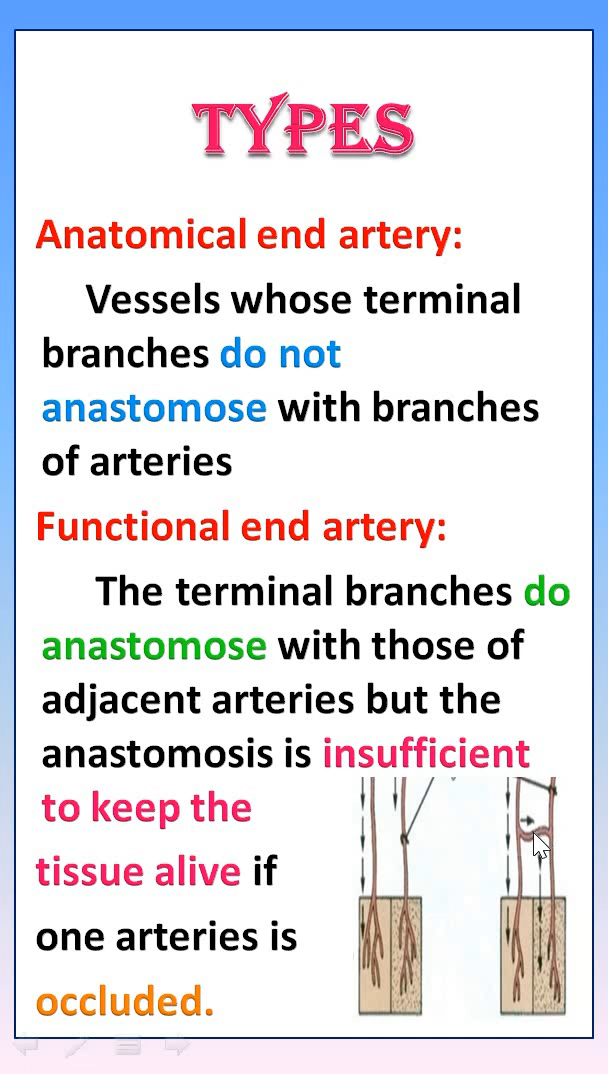 TYPES
Anatomical end artery:
Vessels whose terminal
branches do not
anastomose with branches
of arteries
Functional end artery:
The terminal branches do
anastomose with those of
adjacent arteries but the
anastomosis is insufficient
to keep the
tissue alive if
one arteries is
occluded.